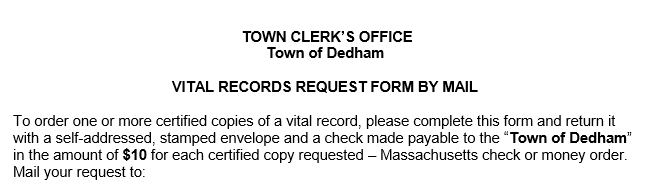 TOWN CLERK'S OFFICE
Town of Dedham
VITAL RECORDS REQUEST FORM BY MAIL
To order one or more certified copies of a vital record, please complete this form and return it
with a self-addressed, stamped envelope and a check made payable to the “Town of Dedham”
in the amount of $10 for each certified copy requested – Massachusetts check or money order.
Mail your request to: